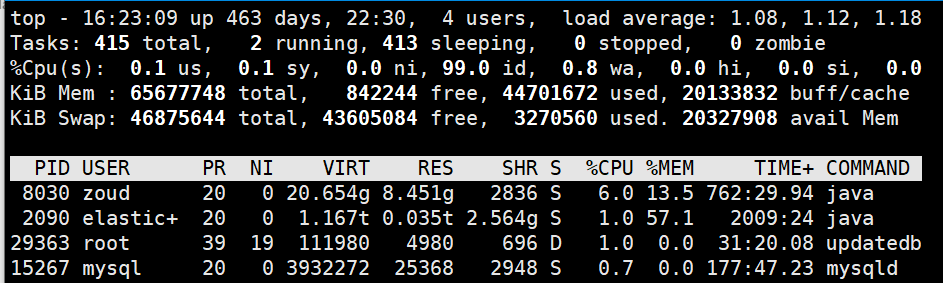 top - 16:23:09 up 463 days, 22:30,  4 users,  load average: 1.08, 1.12, 1.18
Tasks: 415 total,   2 running, 413 sleeping,   0 stopped,   0 zombie
%Cpu(s):  0.1 us,  0.1 sy,  0.0 ni, 99.0 id,  0.8 wa,  0.0 hi,  0.0 si,  0.0
KiB Mem : 65677748 total,   842244 free, 44701672 used, 20133832 buff/cache
KiB Swap: 46875644 total, 43605084 free,  3270560 used. 20327908 avail Mem
  PID USER      PR  NI    VIRT    RES    SHR S  %CPU %MEM     TIME+ COMMAND
 8030 zoud      20   0 20.654g 8.451g   2836 S   6.0 13.5 762:29.94 java
 2090 elastic+  20   0  1.167t 0.035t 2.564g S   1.0 57.1   2009:24 java
29363 root      39  19  111980   4980    696 D   1.0  0.0  31:20.08 updatedb
15267 mysql     20   0 3932272  25368   2948 S   0.7  0.0 177:47.23 mysqld